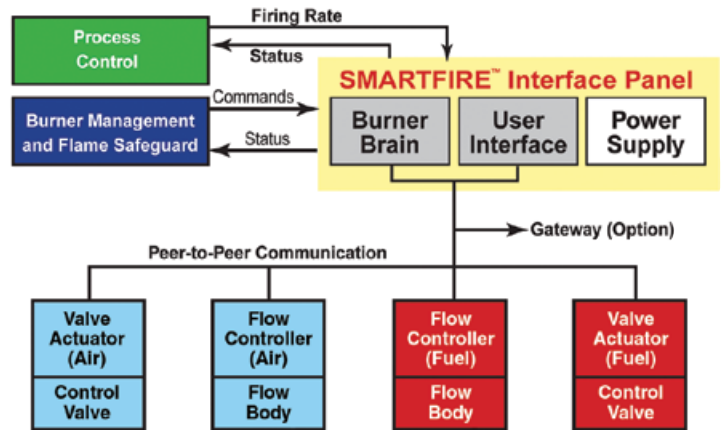 Firing Rate
Process
Control
Status
SMARTFIRE™ Interface Panel
Commands
Burner Management
and Flame Safeguard
Status
Burner
Brain
User
Interface
Power
Supply
Gateway (Option)
Peer-to-Peer Communication
Valve
Actuator
(Air)
Control
Valve
Flow
Controller
(Air)
Flow
Body
Flow
Controller
(Fuel)
Flow
Body
Valve
Actuator
(Fuel)
Control
Valve